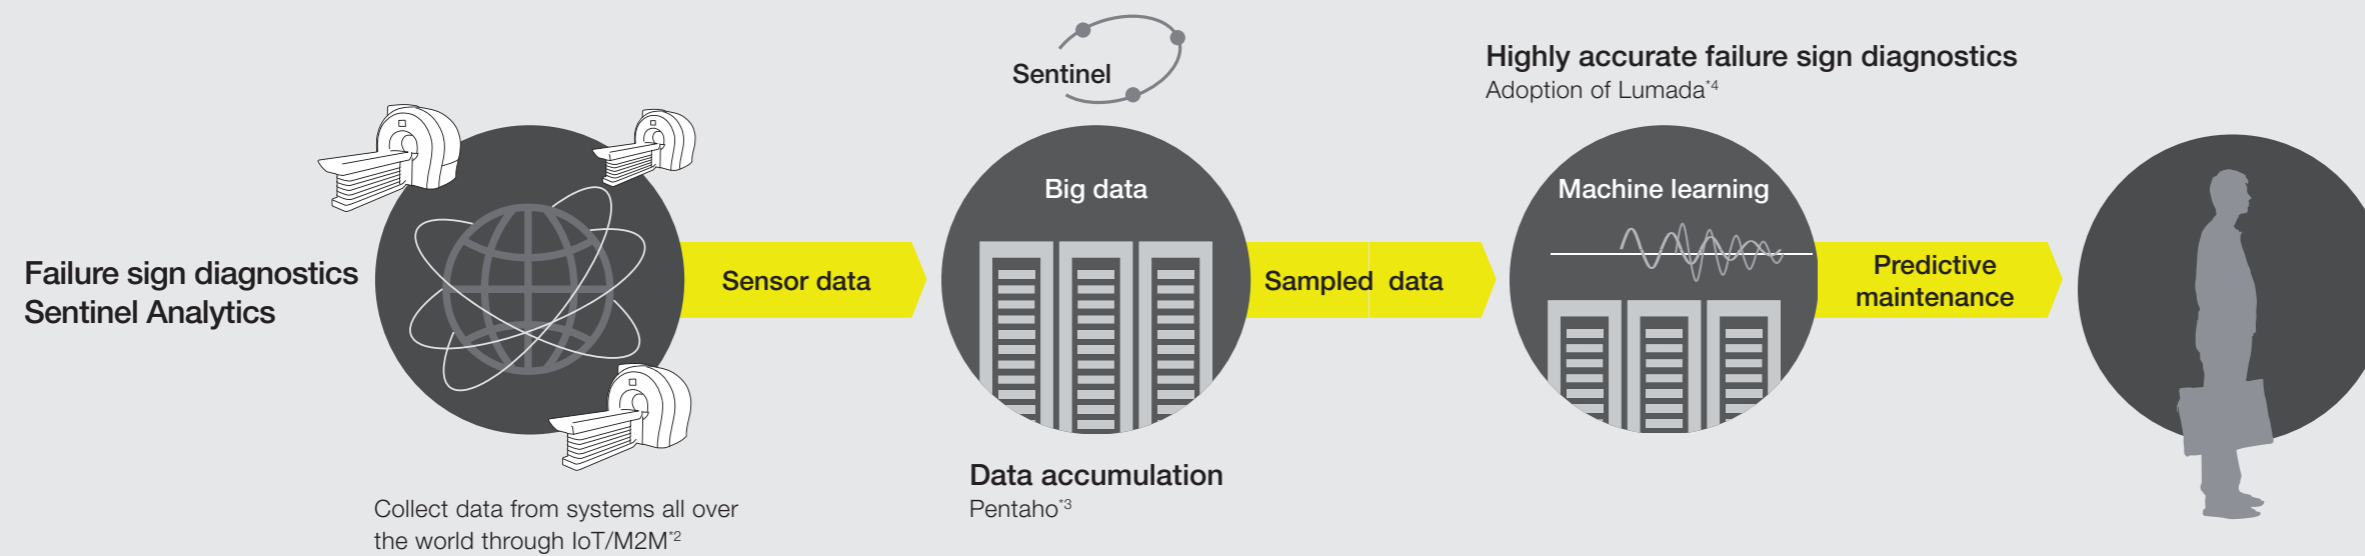 Failure sign diagnostics
Sentinel Analytics
Collect data from systems all over
the world through IoT/M2M*2
Sensor data
Sentinel
Big data
Data accumulation
Pentaho*3
Sampled data
Highly accurate failure sign diagnostics
Adoption of Lumada*4
Machine learning
Predictive
maintenance